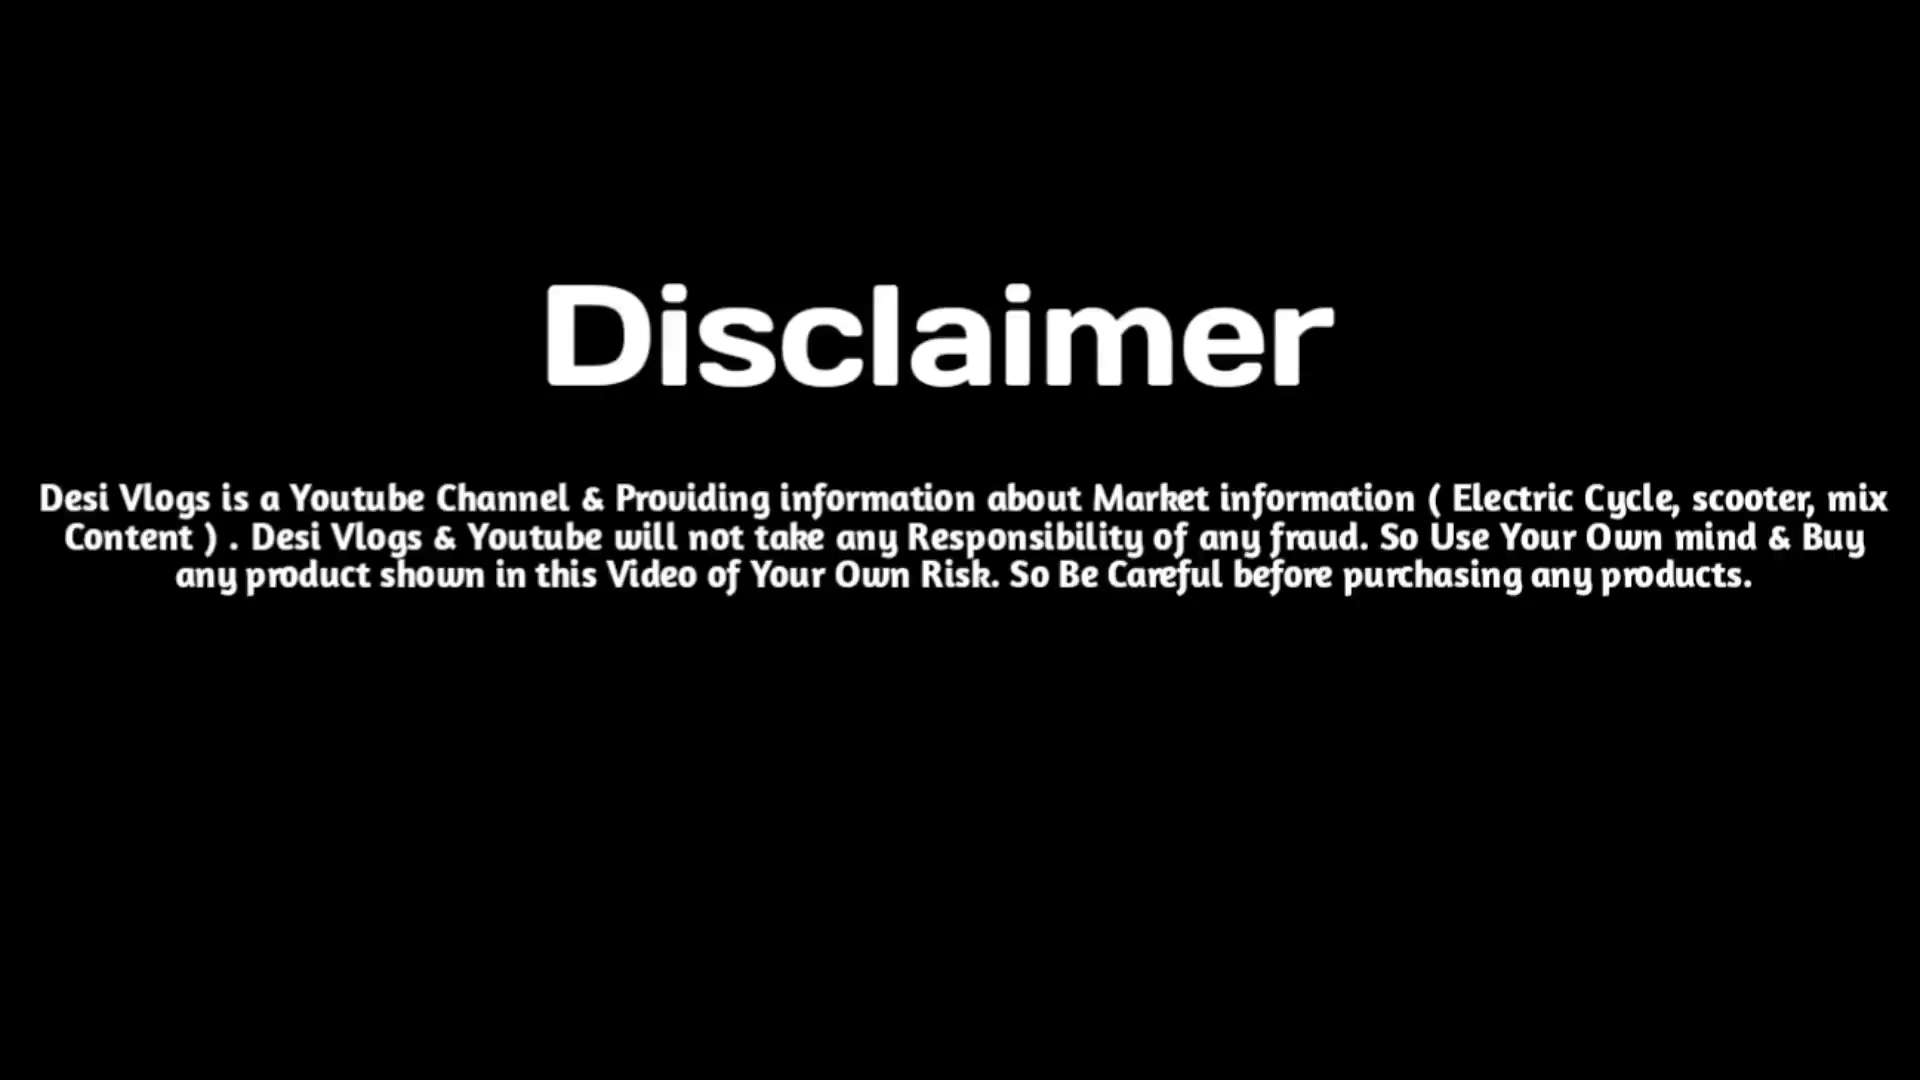 Disclaimer
Desi Vlogs is a Youtube Channel & Providing information about Market information ( Electric Cycle, scooter, mix
Content ) . Desi Vlogs & Youtube will not take any Responsibility of any fraud. So Use Your Own mind & Buy
any product shown in this Video of Your Own Risk. So Be Careful before purchasing any products.